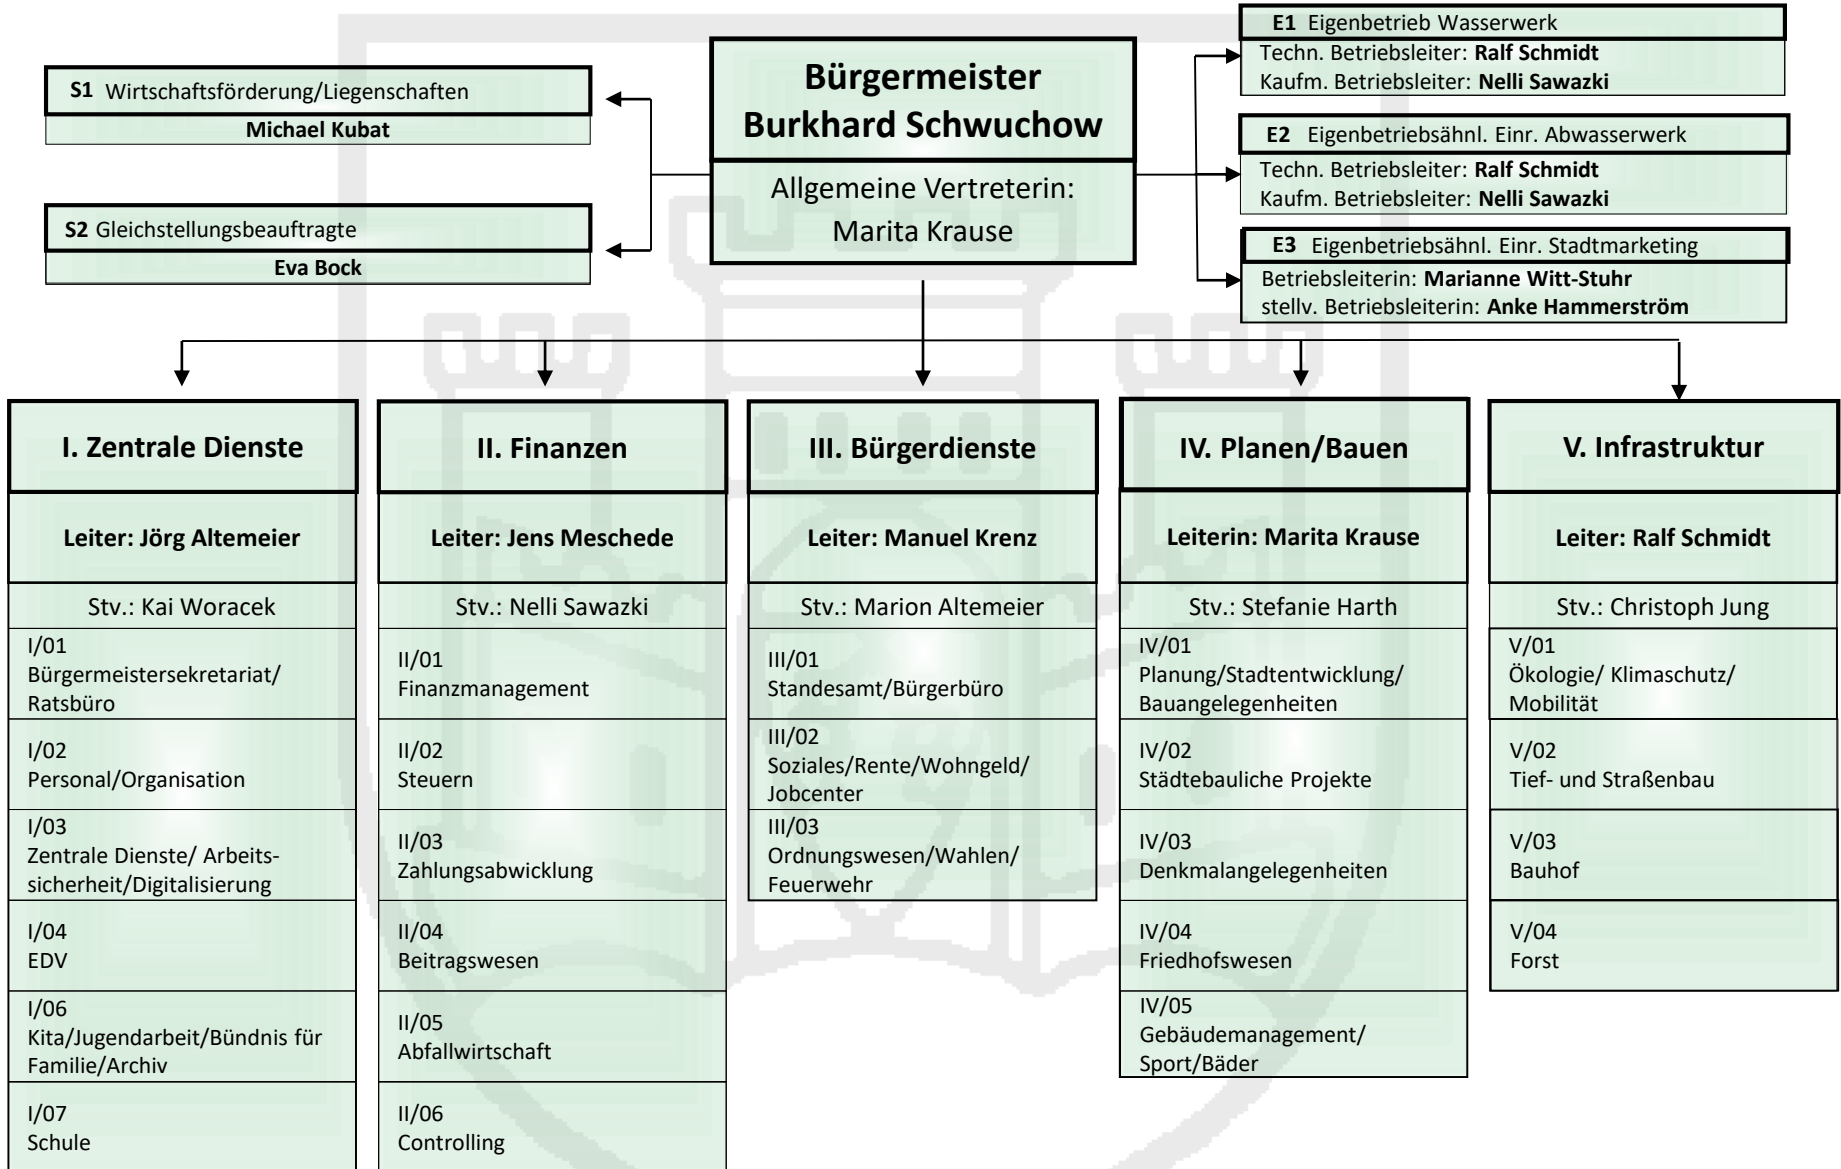 Bürgermeister
Burkhard Schwuchow
Allgemeine Vertreterin:
Marita Krause
S1 Wirtschaftsförderung/Liegenschaften
Michael Kubat
S2 Gleichstellungsbeauftragte
Eva Bock
E1 Eigenbetrieb Wasserwerk
Techn. Betriebsleiter: Ralf Schmidt
Kaufm. Betriebsleiter: Nelli Sawazki
E2 Eigenbetriebsähnl. Einr. Abwasserwerk
Techn. Betriebsleiter: Ralf Schmidt
Kaufm. Betriebsleiter: Nelli Sawazki
E3 Eigenbetriebsähnl. Einr. Stadtmarketing
Betriebsleiterin: Marianne Witt-Stuhr
stellv. Betriebsleiterin: Anke Hammerström
I. Zentrale Dienste
Leiter: Jörg Altemeier
Stv.: Kai Woracek
I/01
Bürgermeistersekretariat/
Ratsbüro
I/02
Personal/Organisation
I/03
Zentrale Dienste/ Arbeits-
sicherheit/Digitalisierung
I/04
EDV
I/06
Kita/Jugendarbeit/Bündnis für
Familie/Archiv
I/07
Schule
II. Finanzen
Leiter: Jens Meschede
Stv.: Nelli Sawazki
II/01
Finanzmanagement
II/02
Steuern
II/03
Zahlungsabwicklung
II/04
Beitragswesen
II/05
Abfallwirtschaft
II/06
Controlling
III. Bürgerdienste
Leiter: Manuel Krenz
Stv.: Marion Altemeier
III/01
Standesamt/Bürgerbüro
III/02
Soziales/Rente/Wohngeld/
Jobcenter
III/03
Ordnungswesen/Wahlen/
Feuerwehr
IV. Planen/Bauen
Leiterin: Marita Krause
Stv.: Stefanie Harth
IV/01
Planung/Stadtentwicklung/
Bauangelegenheiten
IV/02
Städtebauliche Projekte
IV/03
Denkmalangelegenheiten
IV/04
Friedhofswesen
IV/05
Gebäudemanagement/
Sport/Bäder
V. Infrastruktur
Leiter: Ralf Schmidt
Stv.: Christoph Jung
V/01
Ökologie/ Klimaschutz/
Mobilität
V/02
Tief- und Straßenbau
V/03
Bauhof
V/04
Forst